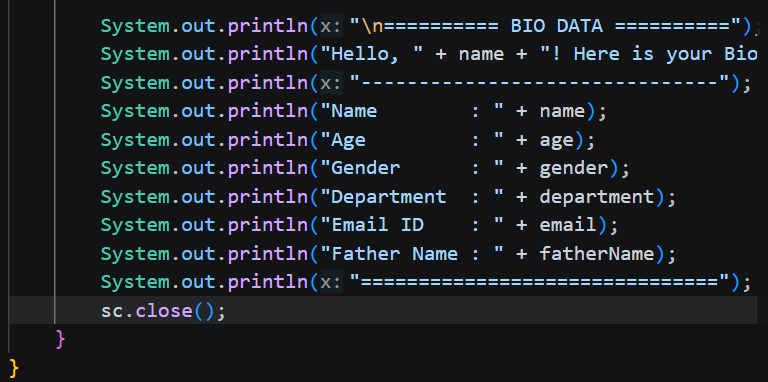 System.out.println(x: "\n========== BIO DATA ==========");
System.out.println("Hello, " + name + "! Here is your Bio
System.out.println(x: "-------------------------------");
System.out.println("Name        : " + name);
System.out.println("Age         : " + age);
System.out.println("Gender      : " + gender);
System.out.println("Department  : " + department);
System.out.println("Email ID    : " + email);
System.out.println("Father Name : " + fatherName);
System.out.println(x: "===============================");
sc.close();
}
}